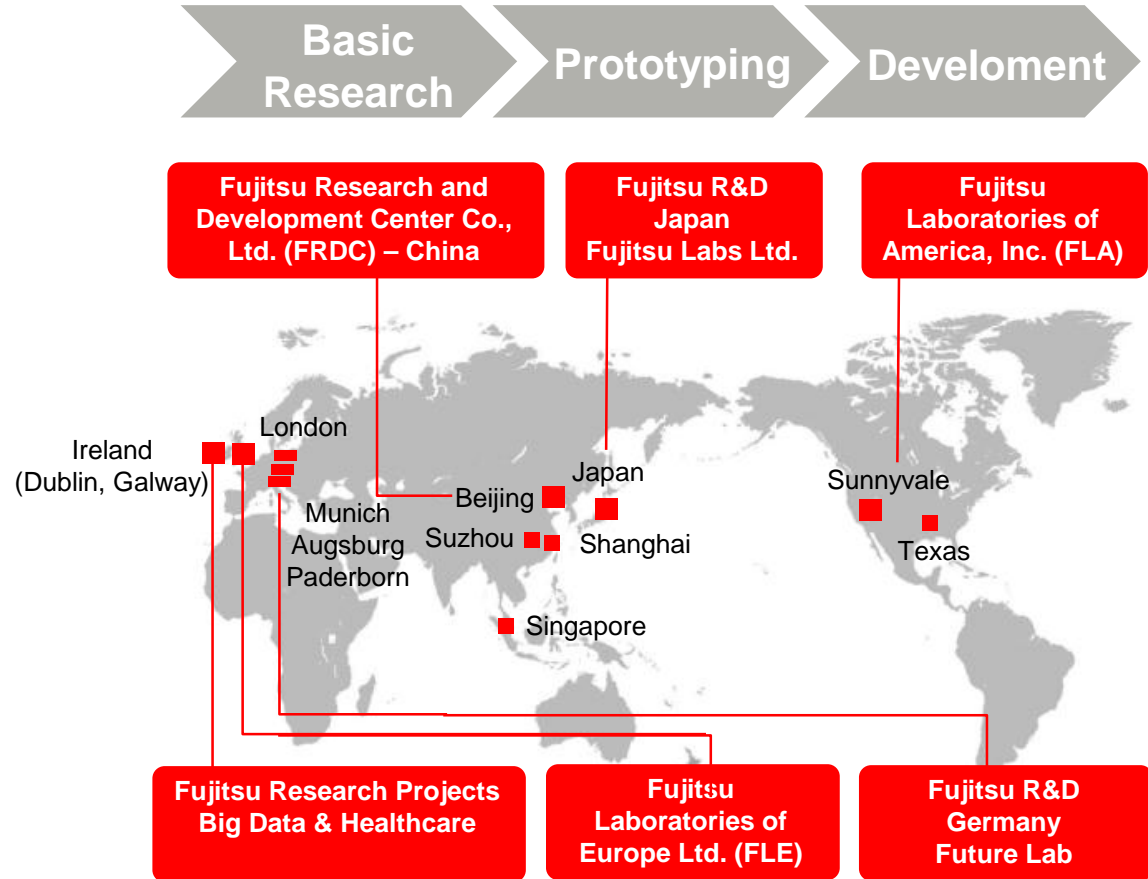 Basic
Research
Prototyping
Develoment
Fujitsu Research and
Development Center Co.,
Ltd. (FRDC) – China
Fujitsu R&D
Japan
Fujitsu Labs Ltd.
Fujitsu
Laboratories of
America, Inc. (FLA)
London
Ireland
(Dublin, Galway)
Munich
Augsburg
Paderborn
Beijing
Japan
Suzhou
Shanghai
Singapore
Sunnyvale
Texas
Fujitsu Research Projects
Big Data & Healthcare
Fujitsu
Laboratories of
Europe Ltd. (FLE)
Fujitsu R&D
Germany
Future Lab